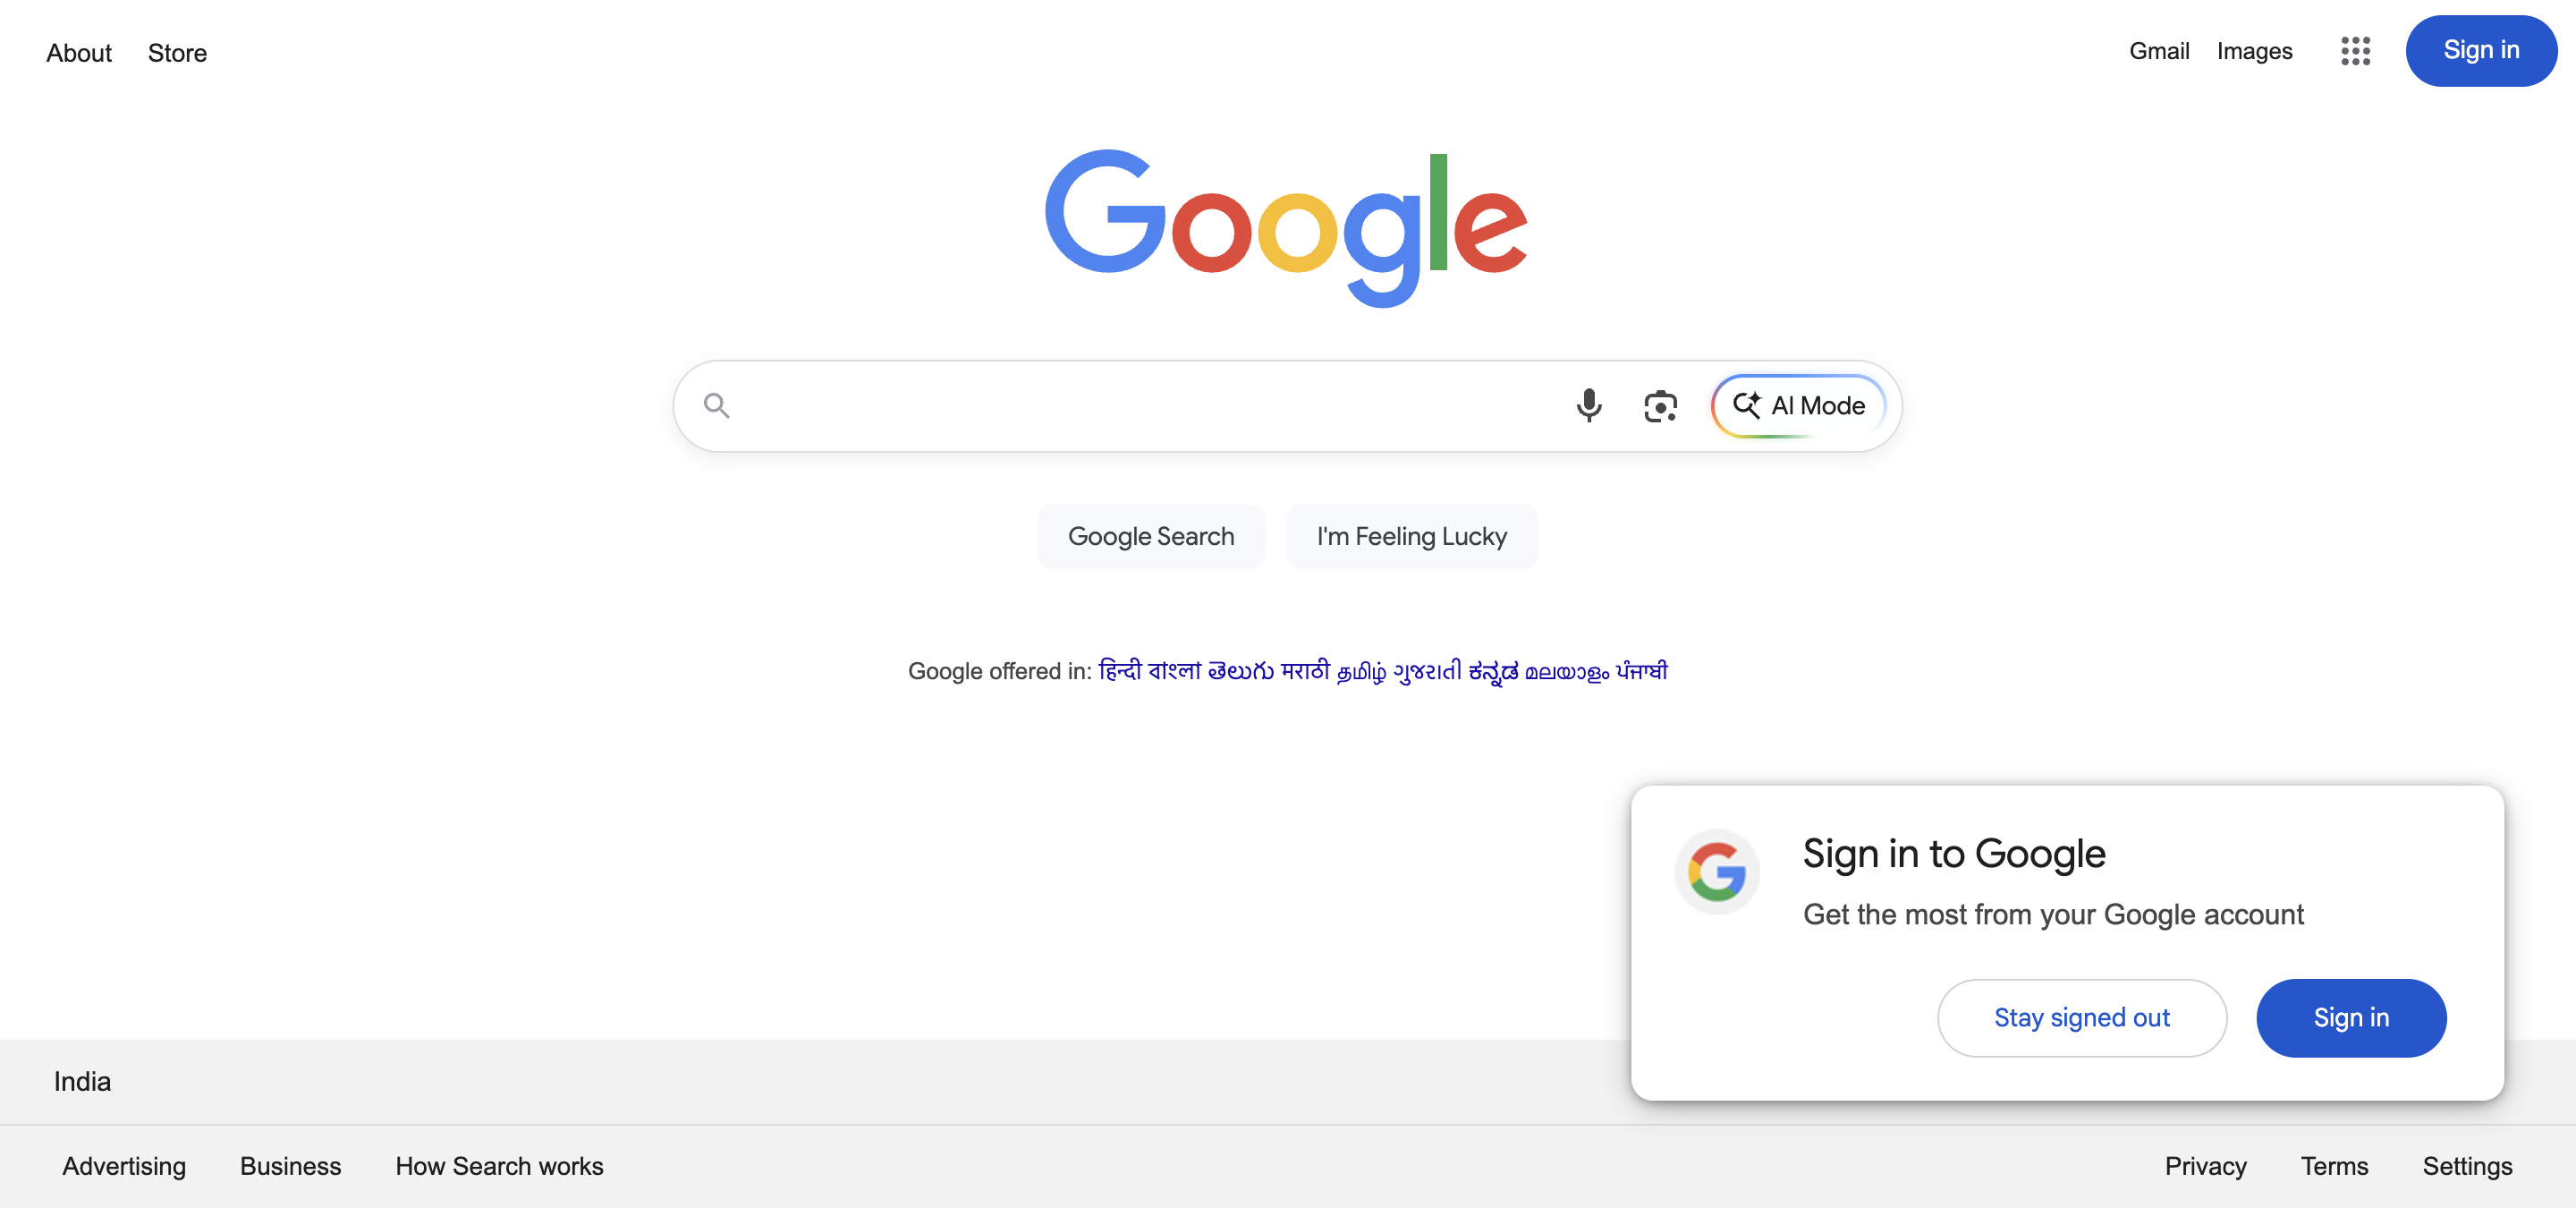 About Store Gmail Images Sign in
Google
AI Mode
Google Search I'm Feeling Lucky
Google offered in: हिन्दी বাংলা తెలుగు मराठी தமிழ் ગુજરાતી ಕನ್ನಡ മലയാളം ਪੰਜਾਬੀ
Sign in to Google
Get the most from your Google account
Stay signed out Sign in
India
Advertising Business How Search works Privacy Terms Settings